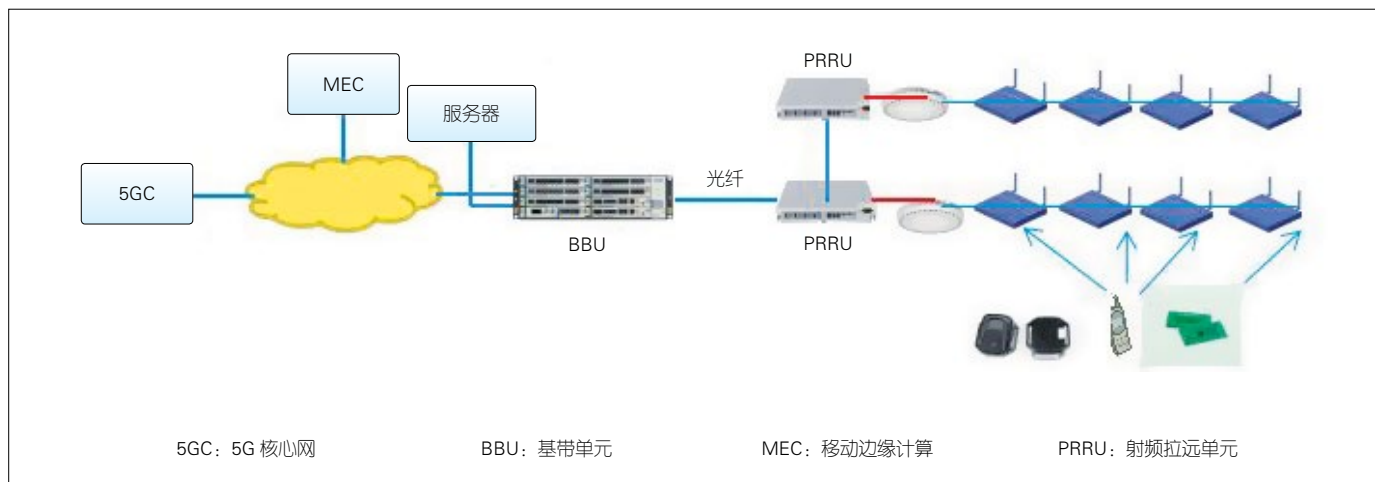 MEC
PRRU
服务器
5GC
光纤
BBU
PRRU
5GC：5G 核心网
BBU：基带单元
MEC：移动边缘计算
PRRU：射频拉远单元